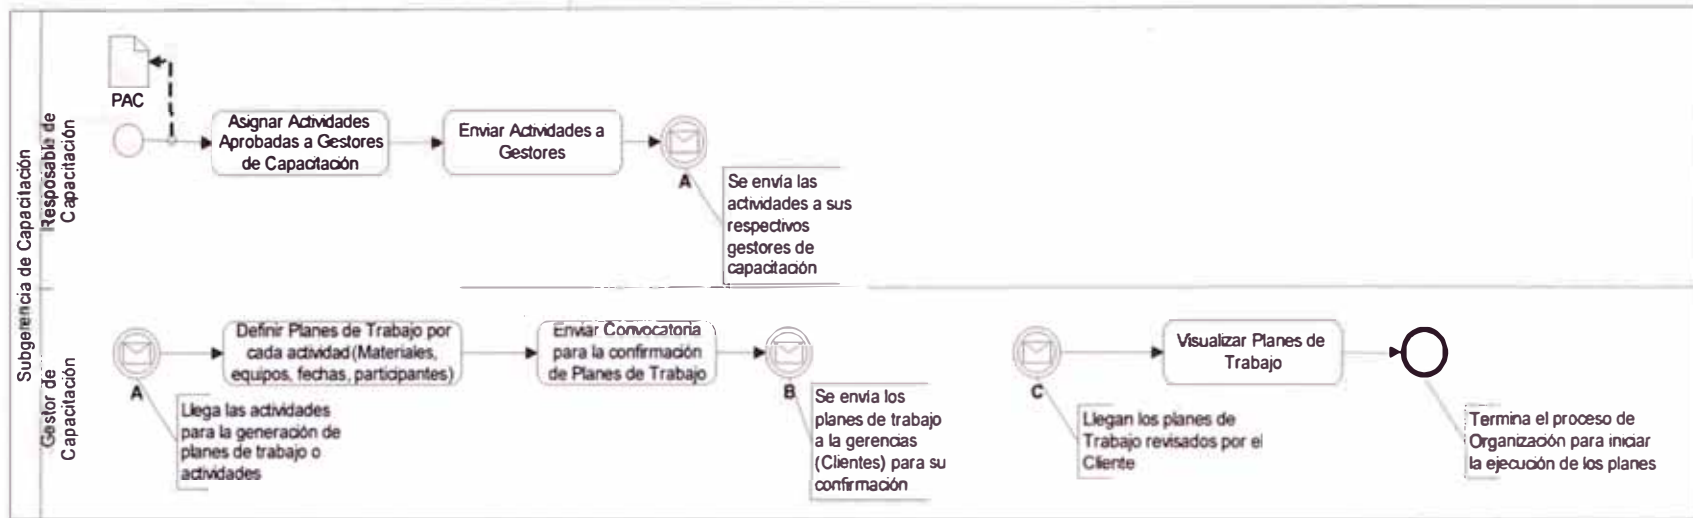 Subgerencia de Capacitación
Resposable de
Capacitación
PAC
Asignar Actividades
Aprobadas a Gestores
de Capacitación
Enviar Actividades a
Gestores
A
Se envía las
actividades a sus
respectivos
gestores de
capacitación
Gestor de
Capacitación
A
Llega las actividades
para la generación de
planes de trabajo o
actividades
Definir Planes de Trabajo por
cada actividad(Materiales,
equipos, fechas, participantes)
Enviar Convocatoria
para la confirmación
de Planes de Trabajo
B
Se envía los
planes de trabajo
a la gerencias
(Clientes) para su
confirmación
C
Llegan los planes de
Trabajo revisados por el
Cliente
Visualizar Planes de
Trabajo
Termina el proceso de
Organización para iniciar
la ejecución de los planes